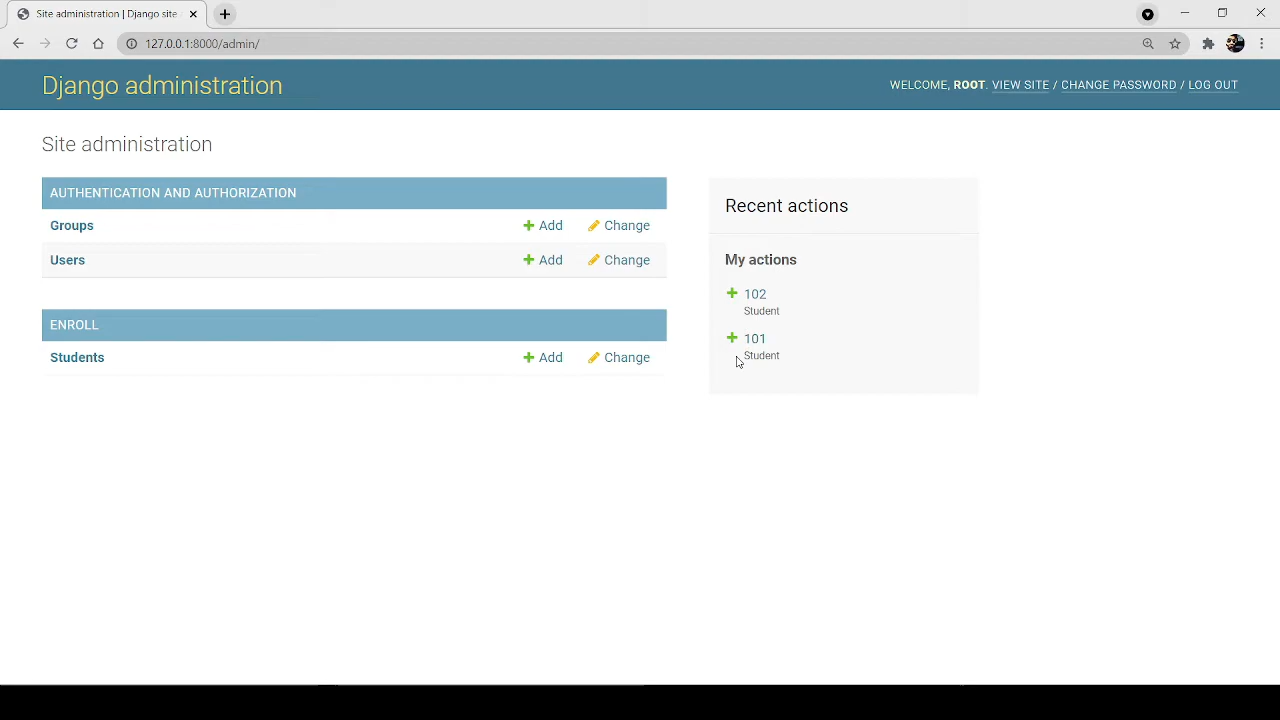 Site administration | Django site
127.0.0.1:8000/admin/
Django administration
WELCOME, ROOT. VIEW SITE / CHANGE PASSWORD / LOG OUT
Site administration
AUTHENTICATION AND AUTHORIZATION
Groups Add Change
Users Add Change
ENROLL
Students Add Change
Recent actions
My actions
102
Student
101
Student